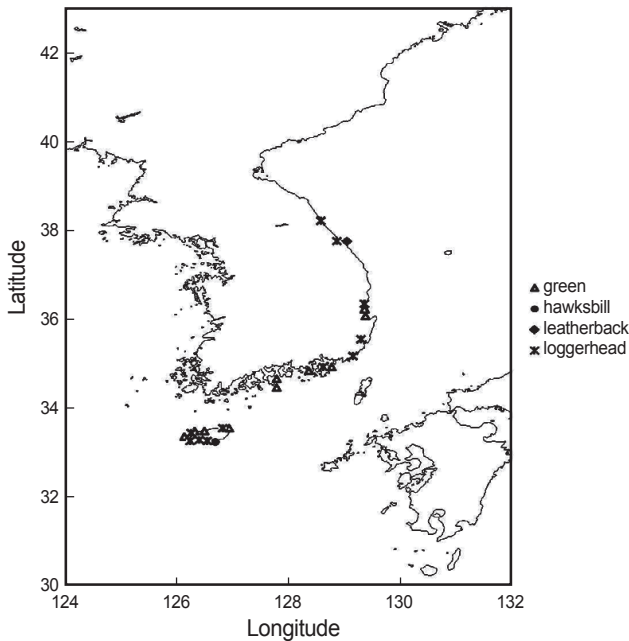 42
40
38
36
34
32
30
Latitude
124
126
128
130
132
Longitude
green
hawksbill
leatherback
loggerhead